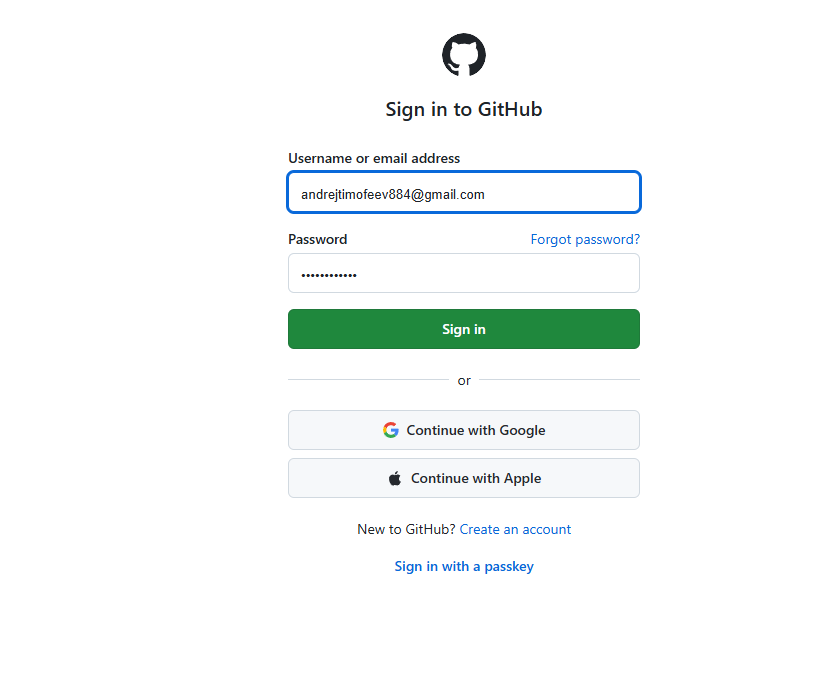 Sign in to GitHub
Username or email address
andrejtimofeev884@gmail.com
Password Forgot password?
••••••••••••
Sign in
or
Continue with Google
Continue with Apple
New to GitHub? Create an account
Sign in with a passkey